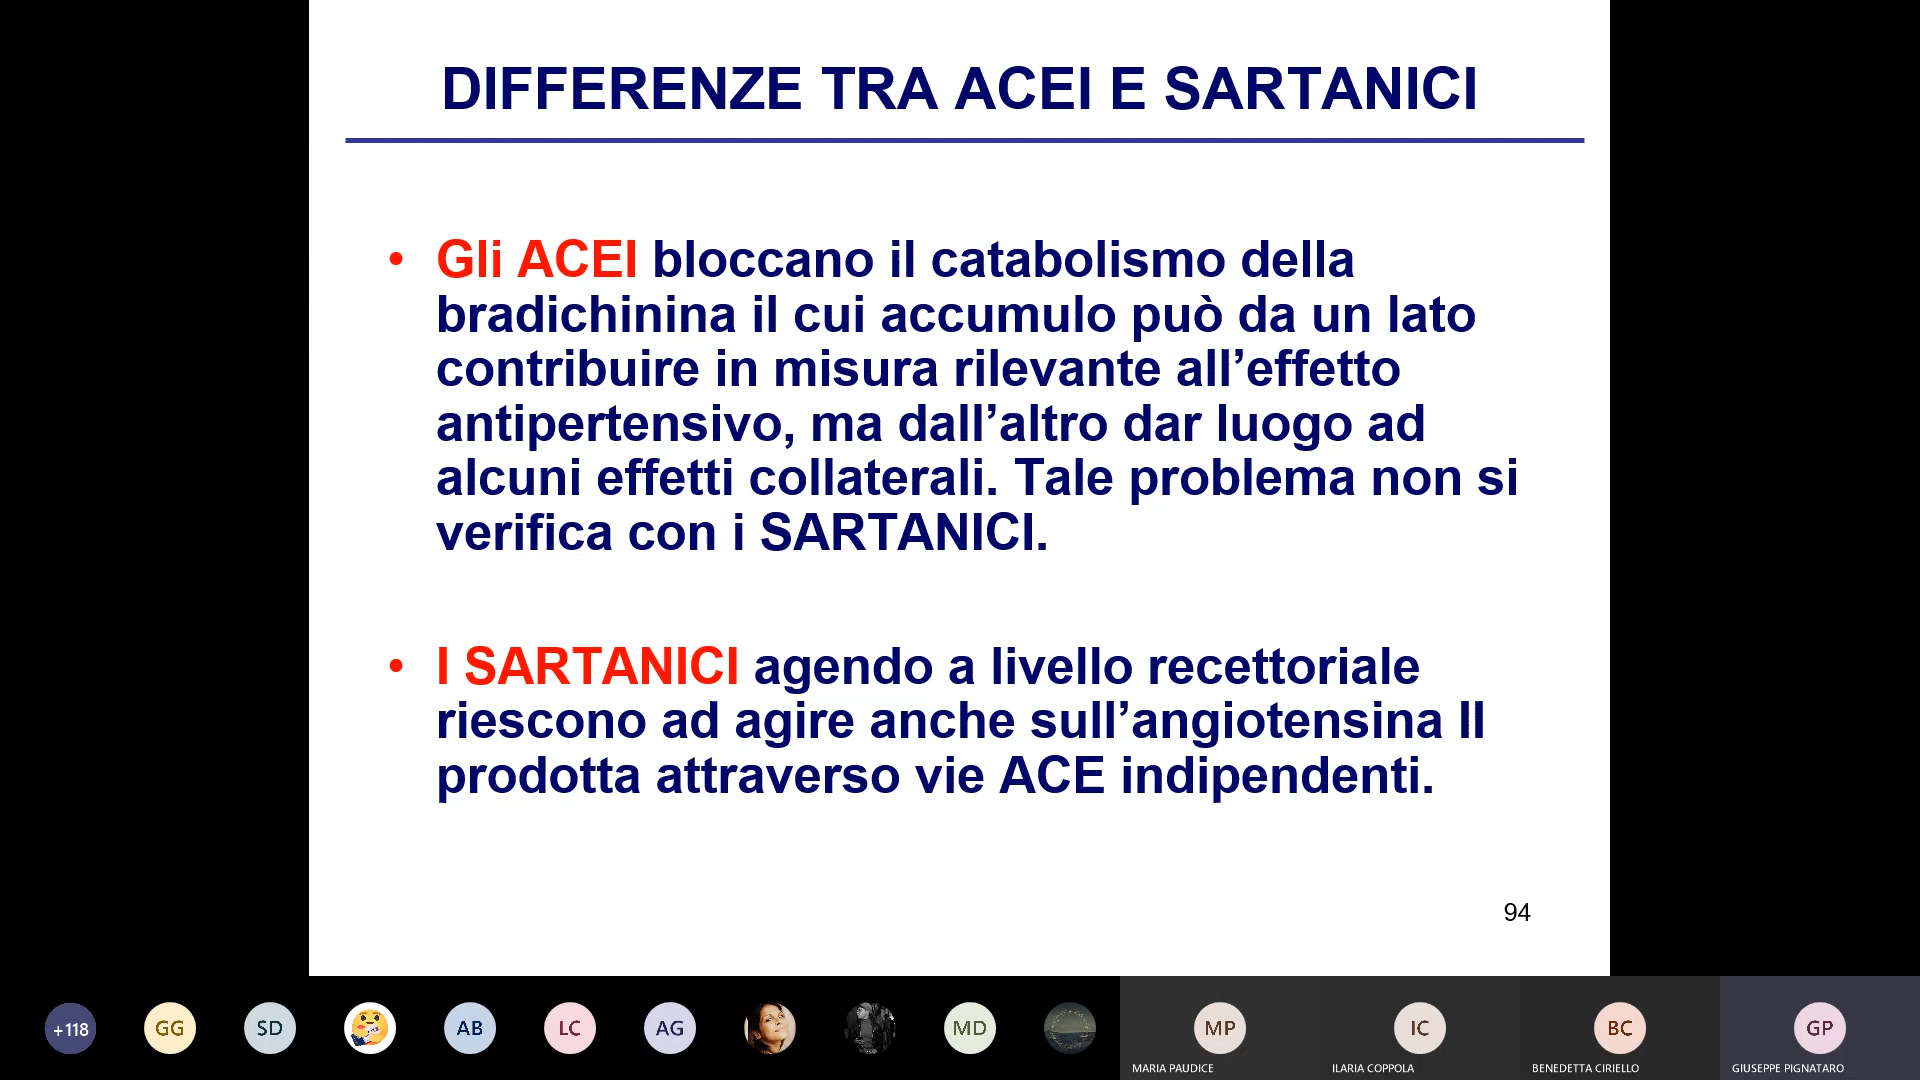 DIFFERENZE TRA ACEI E SARTANICI
• Gli ACEI bloccano il catabolismo della
bradichinina il cui accumulo può da un lato
contribuire in misura rilevante all’effetto
antipertensivo, ma dall’altro dar luogo ad
alcuni effetti collaterali. Tale problema non si
verifica con i SARTANICI.
• I SARTANICI agendo a livello recettoriale
riescono ad agire anche sull’angiotensina II
prodotta attraverso vie ACE indipendenti.
94
+118
GG
SD
AB
LC
AG
MD
MP
IC
BC
GP
MARIA PAUDICE
ILARIA COPPOLA
BENEDETTA CIRIELLO
GIUSEPPE PIGNATARO